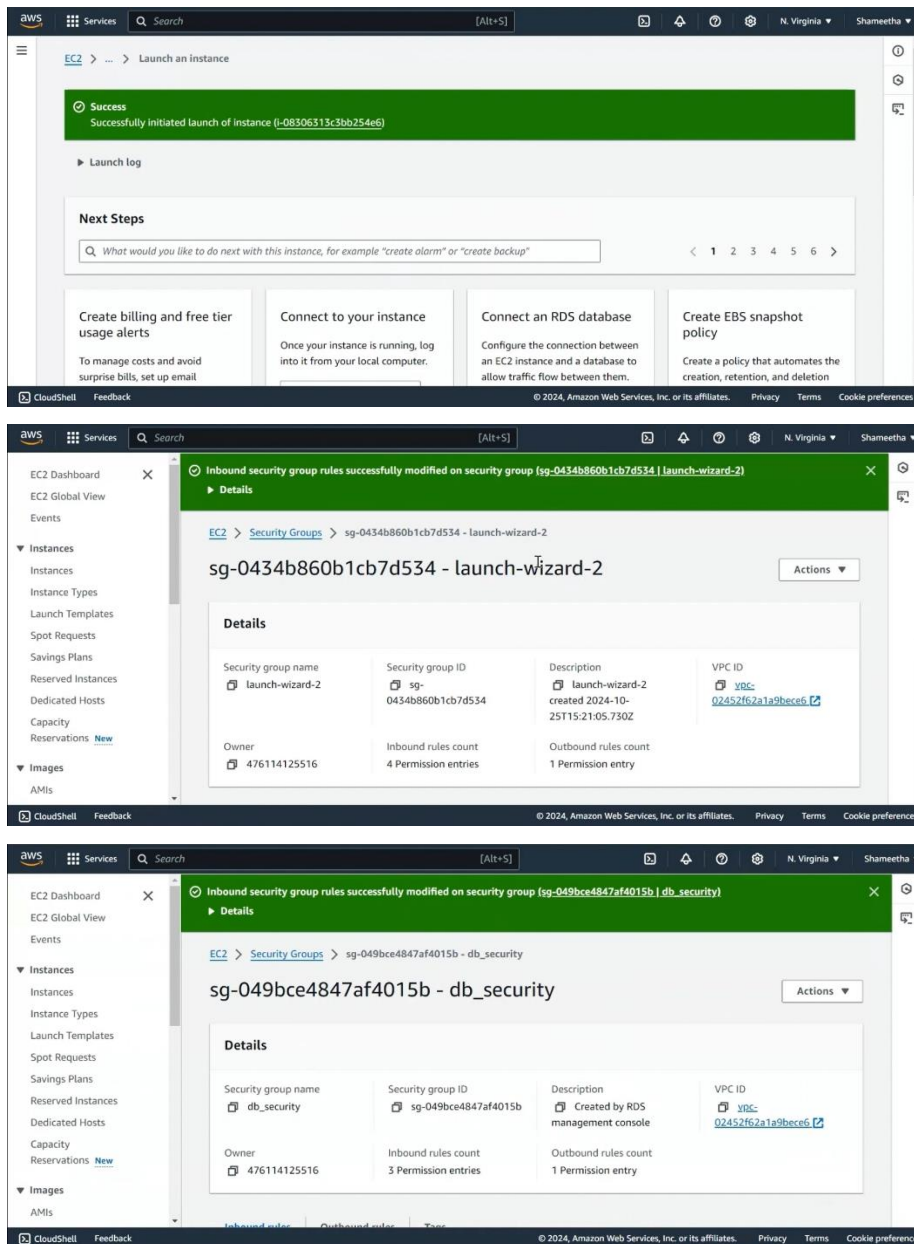 aws
Services
Search
[Alt+S]
N. Virginia
Shameetha
EC2 > ... > Launch an instance
Success
Successfully initiated launch of instance (i-08306313c3bb254e6)
Launch log
Next Steps
What would you like to do next with this instance, for example "create alarm" or "create backup"
< 1 2 3 4 5 6 >
Create billing and free tier
usage alerts
To manage costs and avoid
surprise bills, set up email
Connect to your instance
Once your instance is running, log
into it from your local computer.
Connect an RDS database
Configure the connection between
an EC2 instance and a database to
allow traffic flow between them.
Create EBS snapshot
policy
Create a policy that automates the
creation, retention, and deletion
CloudShell Feedback
© 2024, Amazon Web Services, Inc. or its affiliates. Privacy Terms Cookie preferences
aws
Services
Search
[Alt+S]
N. Virginia
Shameetha
EC2 Dashboard
EC2 Global View
Events
Instances
Instances
Instance Types
Launch Templates
Spot Requests
Savings Plans
Reserved Instances
Dedicated Hosts
Capacity
Reservations New
Images
AMIs
Inbound security group rules successfully modified on security group (sg-0434b860b1cb7d534 | launch-wizard-2)
Details
EC2 > Security Groups > sg-0434b860b1cb7d534 - launch-wizard-2
sg-0434b860b1cb7d534 - launch-wizard-2
Actions
Details
Security group name
launch-wizard-2
Security group ID
sg-
0434b860b1cb7d534
Description
launch-wizard-2
created 2024-10-
25T15:21:05.730Z
VPC ID
vpc-
02452f62a1a9bece6
Owner
476114125516
Inbound rules count
4 Permission entries
Outbound rules count
1 Permission entry
CloudShell Feedback
© 2024, Amazon Web Services, Inc. or its affiliates. Privacy Terms Cookie preference
aws
Services
Search
[Alt+S]
N. Virginia
Shameetha
EC2 Dashboard
EC2 Global View
Events
Instances
Instances
Instance Types
Launch Templates
Spot Requests
Savings Plans
Reserved Instances
Dedicated Hosts
Capacity
Reservations New
Images
AMIs
Inbound security group rules successfully modified on security group (sg-049bce4847af4015b | db_security)
Details
EC2 > Security Groups > sg-049bce4847af4015b - db_security
sg-049bce4847af4015b - db_security
Actions
Details
Security group name
db_security
Security group ID
sg-049bce4847af4015b
Description
Created by RDS
management console
VPC ID
vpc-
02452f62a1a9bece6
Owner
476114125516
Inbound rules count
3 Permission entries
Outbound rules count
1 Permission entry
Inbound rules Outbound rules Tags
CloudShell Feedback
© 2024, Amazon Web Services, Inc. or its affiliates. Privacy Terms Cookie preference